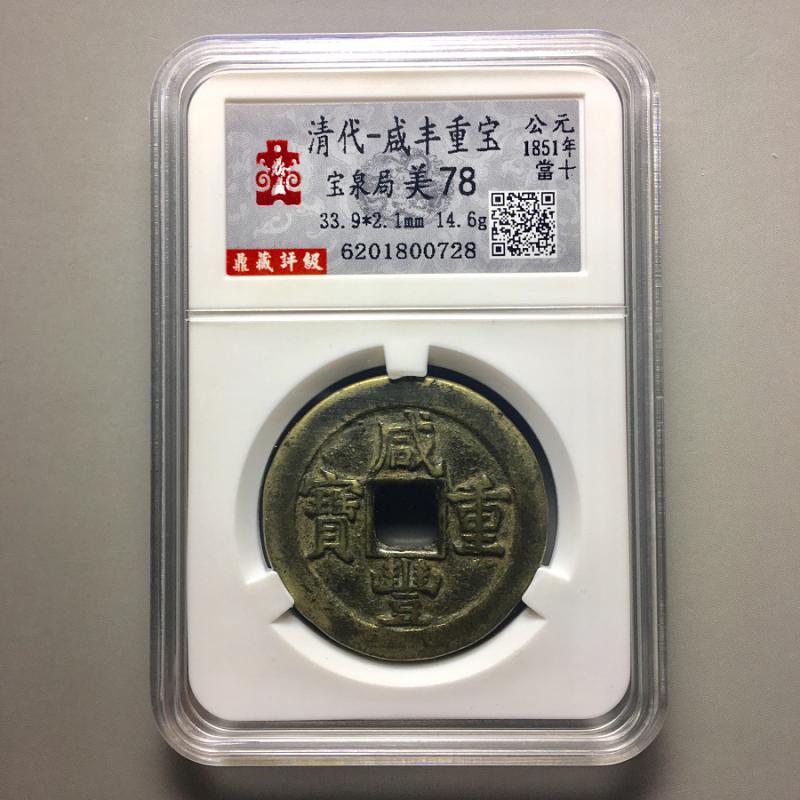 清代-咸丰重宝
公元
1851年
當十
宝泉局 美78
33.9*2.1mm 14.6g
6201800728
鼎藏評級
咸
寶 重
豐